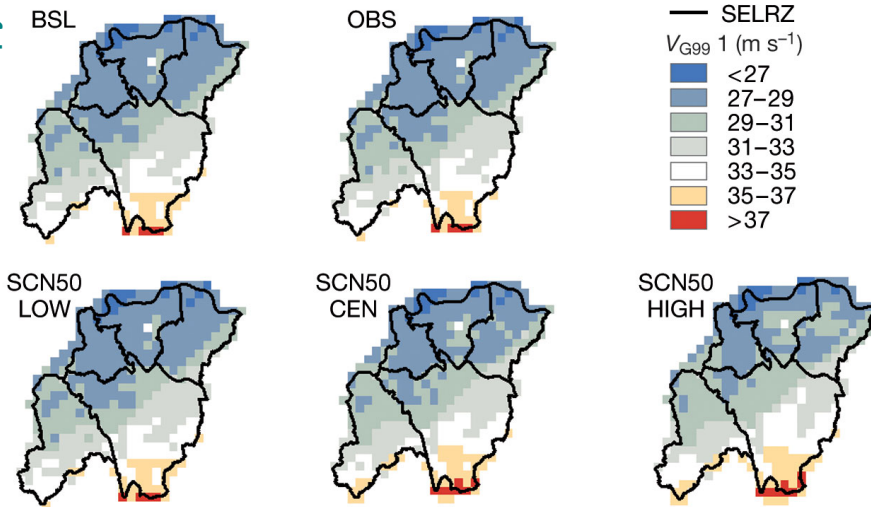 BSL
OBS
SELRZ
V_G99 1 (m s⁻¹)
<27
27–29
29–31
31–33
33–35
35–37
>37
SCN50
LOW
SCN50
CEN
SCN50
HIGH